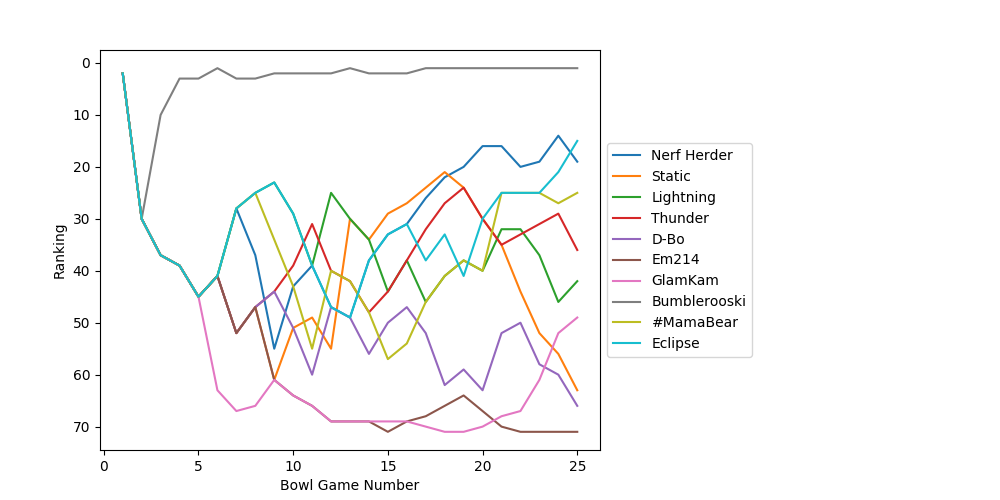 0
10
20
30
40
50
60
70
Ranking
0 5 10 15 20 25
Bowl Game Number
Nerf Herder
Static
Lightning
Thunder
D-Bo
Em214
GlamKam
Bumblerooski
#MamaBear
Eclipse